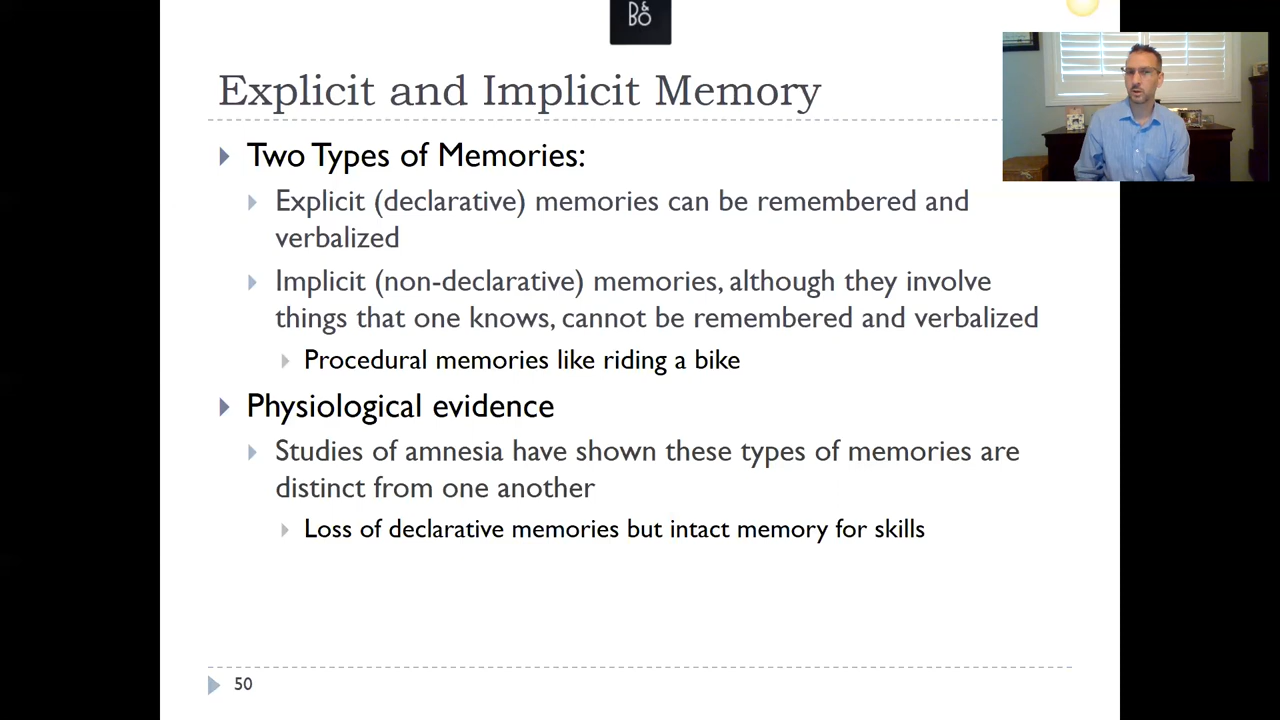 B&
BO
Explicit and Implicit Memory
Two Types of Memories:
Explicit (declarative) memories can be remembered and
verbalized
Implicit (non-declarative) memories, although they involve
things that one knows, cannot be remembered and verbalized
Procedural memories like riding a bike
Physiological evidence
Studies of amnesia have shown these types of memories are
distinct from one another
Loss of declarative memories but intact memory for skills
50